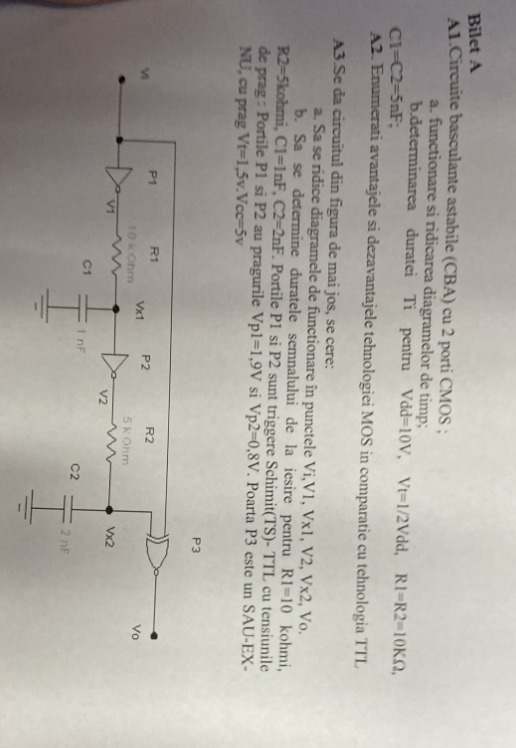 Bilet A
A1.Circuite basculante astabile (CBA) cu 2 porti CMOS ;
a. functionare si ridicarea diagramelor de timp;
b.determinarea duratei Ti pentru Vdd=10V, Vt=1/2Vdd, R1=R2=10KΩ,
C1=C2=5nF;
A2. Enumerati avantajele si dezavantajele tehnologiei MOS in comparatie cu tehnologia TTL
A3.Se da circuitul din figura de mai jos, se cere:
a. Sa se ridice diagramele de functionare în punctele Vi,V1, Vx1, V2, Vx2, Vo.
b. Sa se determine duratele semnalului de la iesire pentru R1=10 kohmi,
R2=5kohmi, C1=1nF, C2=2nF. Portile P1 si P2 sunt triggere Schimit(TS)- TTL cu tensiunile
de prag : Portile P1 si P2 au pragurile Vp1=1,9V si Vp2=0,8V. Poarta P3 este un SAU-EX-
NU, cu prag Vt=1,5v.Vcc=5v
P3
Vi
P1
R1
10 k Ohm
Vx1
P2
R2
5 k Ohm
Vo
V1
V2
Vx2
C1
1 nF
C2
2 nF